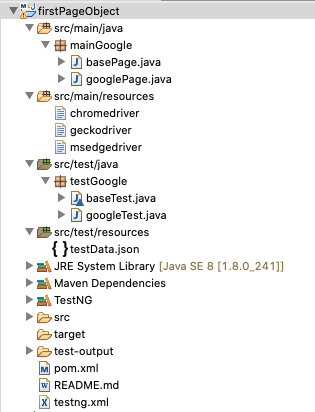 firstPageObject
src/main/java
mainGoogle
basePage.java
googlePage.java
src/main/resources
chromedriver
geckodriver
msedgedriver
src/test/java
testGoogle
baseTest.java
googleTest.java
src/test/resources
testData.json
JRE System Library [Java SE 8 [1.8.0_241]]
Maven Dependencies
TestNG
src
target
test-output
pom.xml
README.md
testng.xml